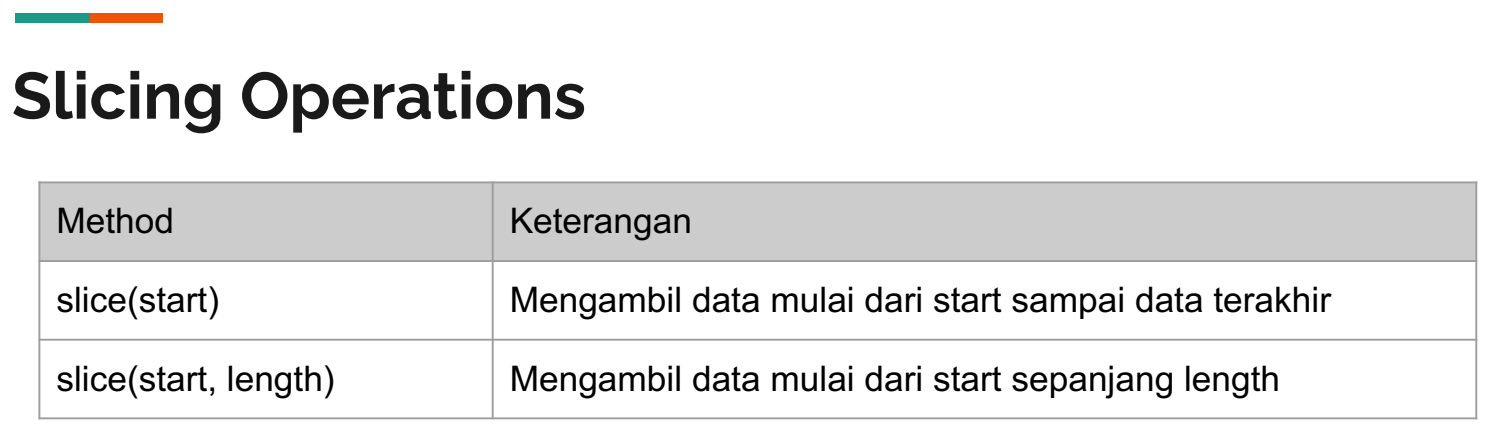 Slicing Operations
Method
Keterangan
slice(start)
Mengambil data mulai dari start sampai data terakhir
slice(start, length)
Mengambil data mulai dari start sepanjang length